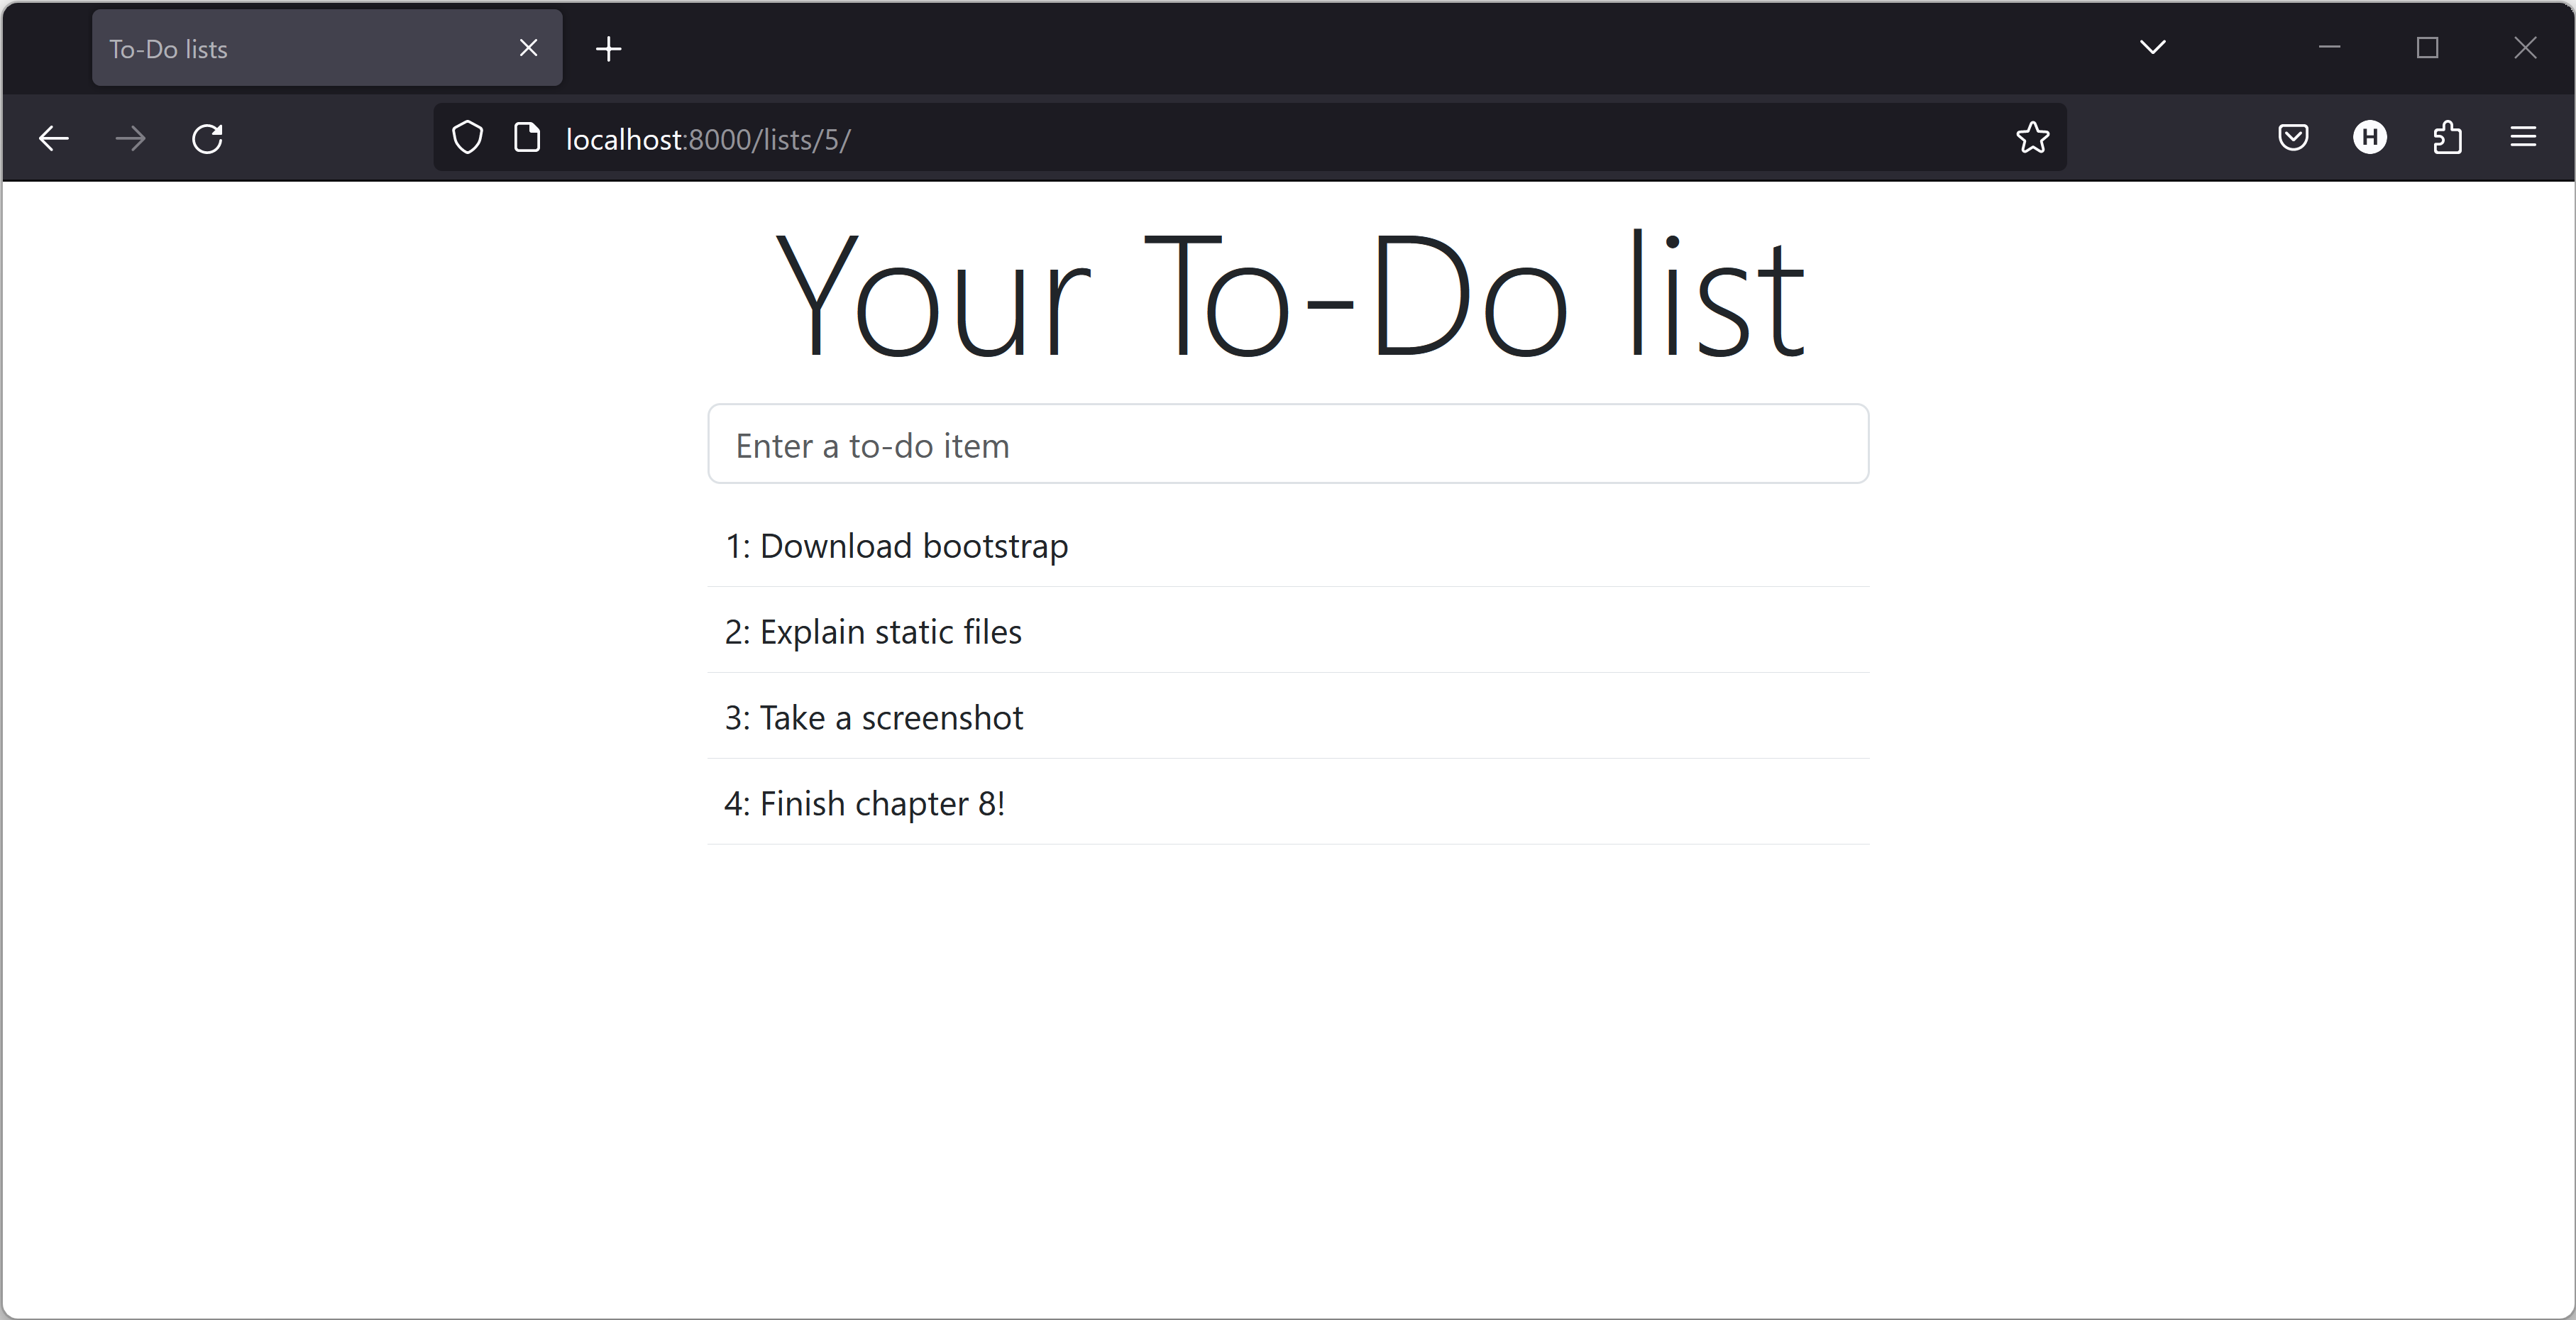 To-Do lists
localhost:8000/lists/5/
H
Your To-Do list
Enter a to-do item
1: Download bootstrap
2: Explain static files
3: Take a screenshot
4: Finish chapter 8!